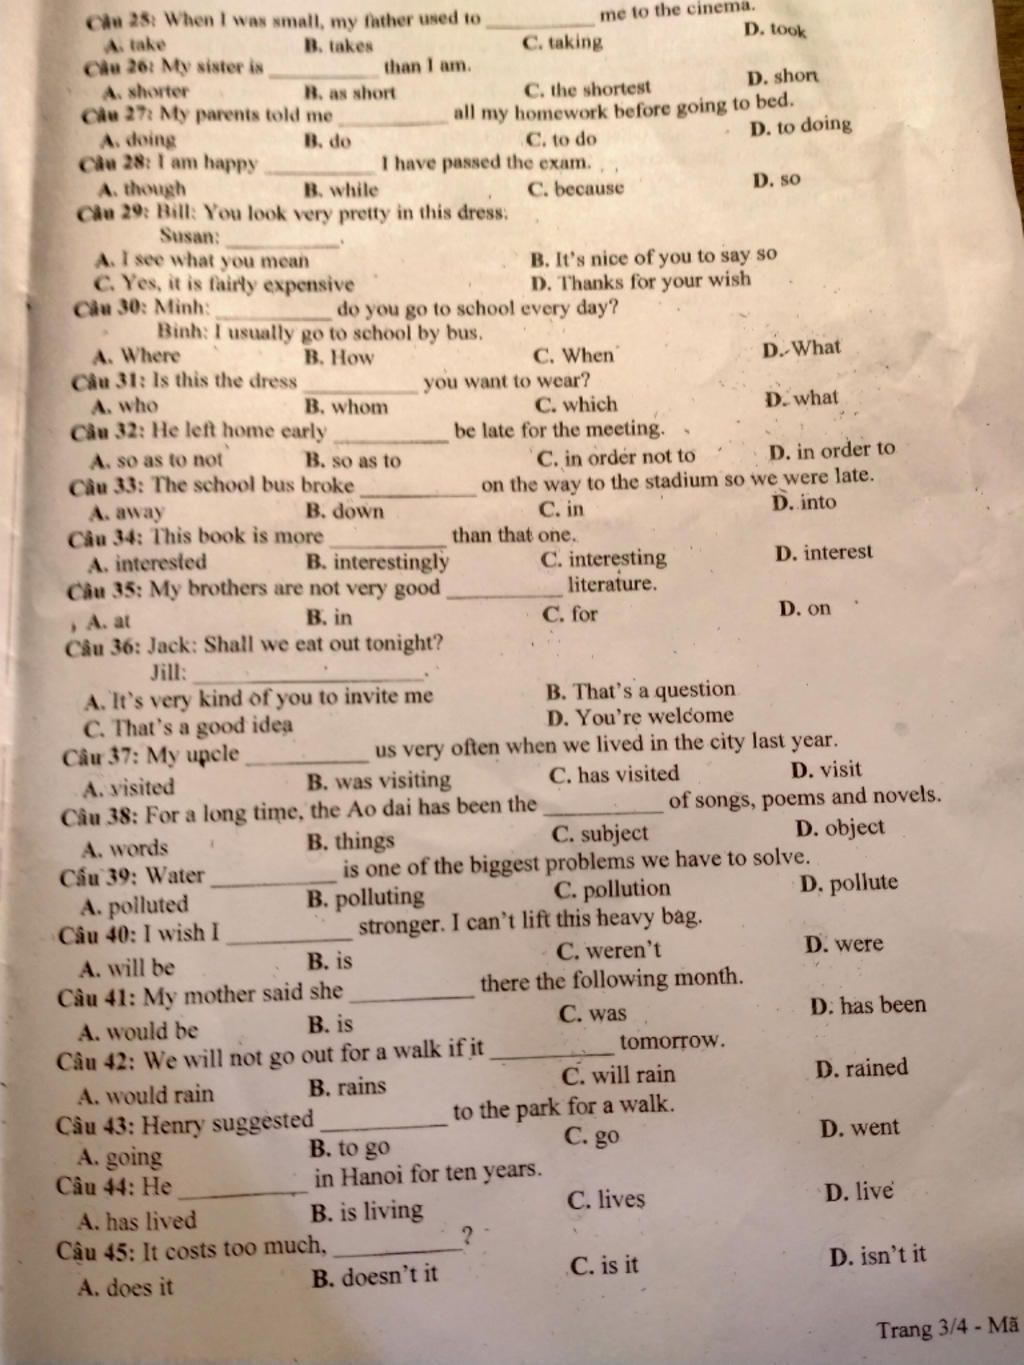 Câu 25: When I was small, my father used to __________ me to the cinema.
A. take B. takes C. taking D. took
Câu 26: My sister is __________ than I am.
A. shorter B. as short C. the shortest D. short
Câu 27: My parents told me __________ all my homework before going to bed.
A. doing B. do C. to do D. to doing
Câu 28: I am happy __________ I have passed the exam.
A. though B. while C. because D. so
Câu 29: Bill: You look very pretty in this dress.
Susan: __________.
A. I see what you mean B. It's nice of you to say so
C. Yes, it is fairly expensive D. Thanks for your wish
Câu 30: Minh: __________ do you go to school every day?
Binh: I usually go to school by bus.
A. Where B. How C. When D. What
Câu 31: Is this the dress __________ you want to wear?
A. who B. whom C. which D. what
Câu 32: He left home early __________ be late for the meeting.
A. so as to not B. so as to C. in order not to D. in order to
Câu 33: The school bus broke __________ on the way to the stadium so we were late.
A. away B. down C. in D. into
Câu 34: This book is more __________ than that one.
A. interested B. interestingly C. interesting D. interest
Câu 35: My brothers are not very good __________ literature.
A. at B. in C. for D. on
Câu 36: Jack: Shall we eat out tonight?
Jill: ____________________.
A. It's very kind of you to invite me B. That's a question
C. That's a good idea D. You're welcome
Câu 37: My uncle __________ us very often when we lived in the city last year.
A. visited B. was visiting C. has visited D. visit
Câu 38: For a long time, the Ao dai has been the __________ of songs, poems and novels.
A. words B. things C. subject D. object
Câu 39: Water __________ is one of the biggest problems we have to solve.
A. polluted B. polluting C. pollution D. pollute
Câu 40: I wish I __________ stronger. I can't lift this heavy bag.
A. will be B. is C. weren't D. were
Câu 41: My mother said she __________ there the following month.
A. would be B. is C. was D. has been
Câu 42: We will not go out for a walk if it __________ tomorrow.
A. would rain B. rains C. will rain D. rained
Câu 43: Henry suggested __________ to the park for a walk.
A. going B. to go C. go D. went
Câu 44: He __________ in Hanoi for ten years.
A. has lived B. is living C. lives D. live
Câu 45: It costs too much, __________?
A. does it B. doesn't it C. is it D. isn't it
Trang 3/4 - Mã